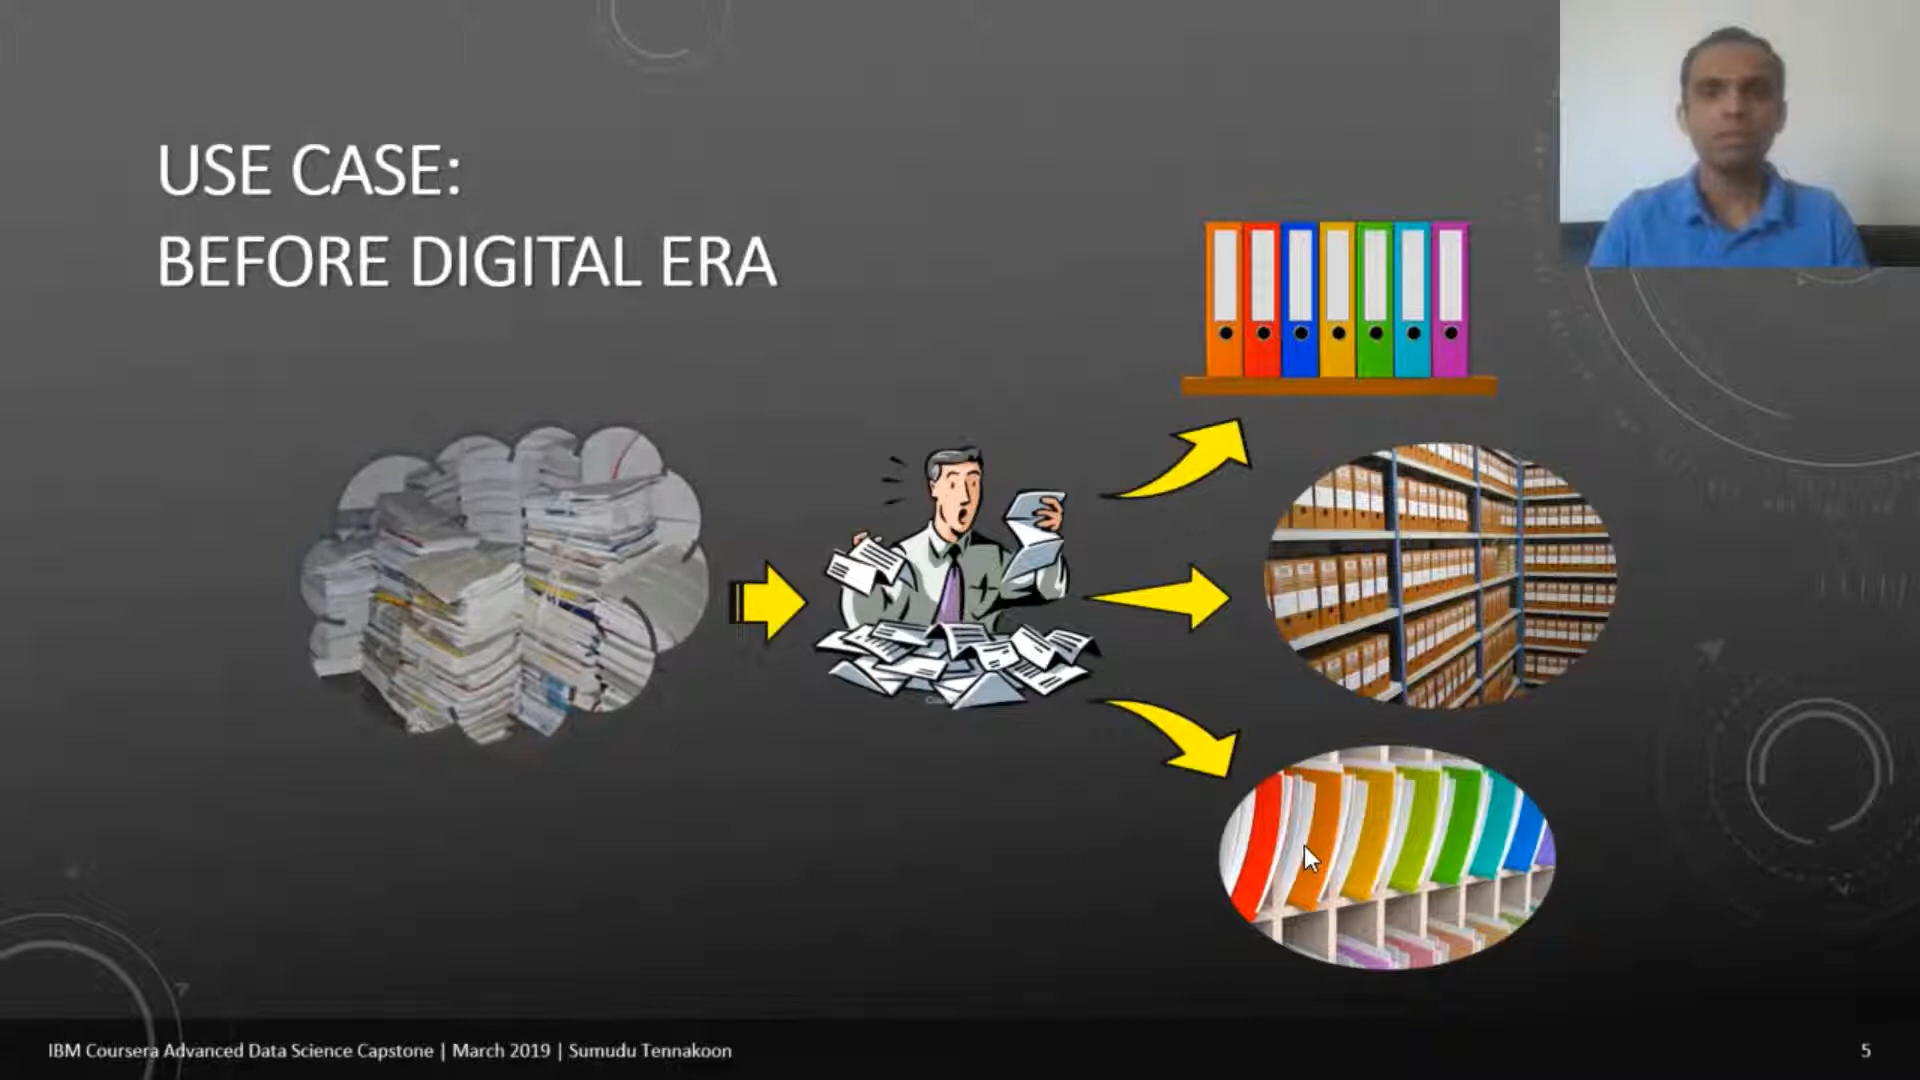 USE CASE:
BEFORE DIGITAL ERA
IBM Coursera Advanced Data Science Capstone | March 2019 | Sumudu Tennakoon
5